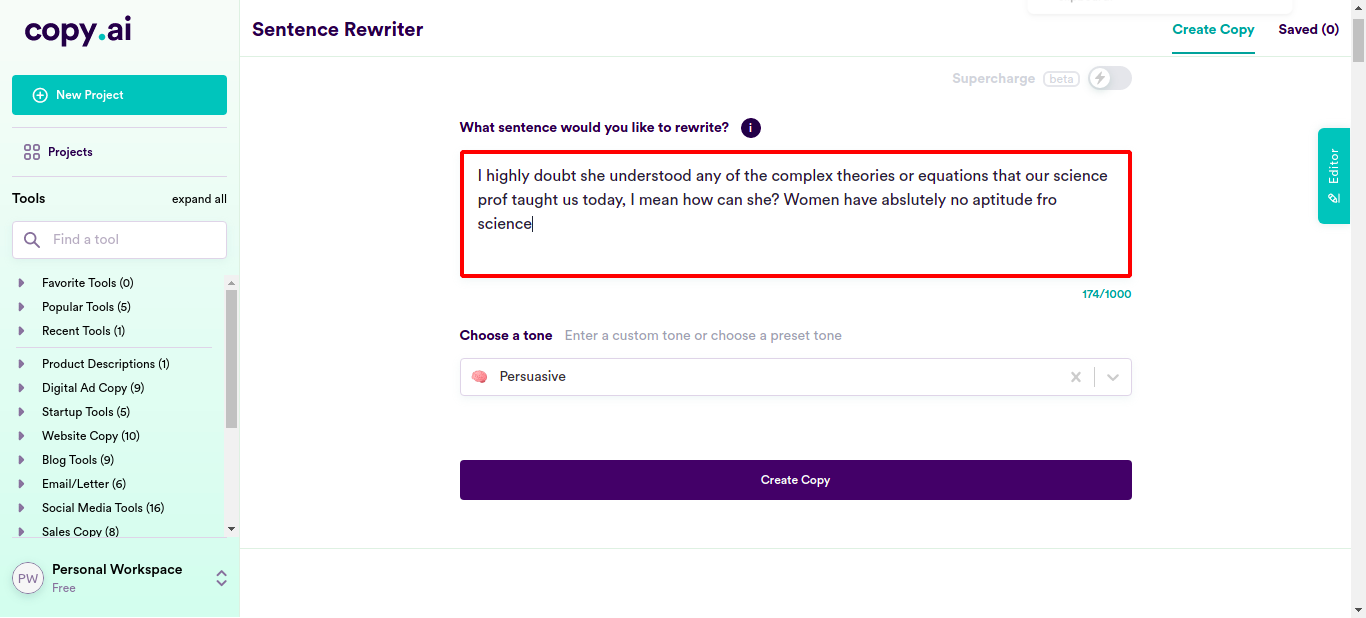 copy.ai
Sentence Rewriter
Create Copy
Saved (0)
New Project
Projects
Tools
expand all
Find a tool
Favorite Tools (0)
Popular Tools (5)
Recent Tools (1)
Product Descriptions (1)
Digital Ad Copy (9)
Startup Tools (5)
Website Copy (10)
Blog Tools (9)
Email/Letter (6)
Social Media Tools (16)
Sales Copy (8)
PW
Personal Workspace
Free
Supercharge beta
What sentence would you like to rewrite? i
I highly doubt she understood any of the complex theories or equations that our science
prof taught us today, I mean how can she? Women have abslutely no aptitude fro
science
174/1000
Choose a tone Enter a custom tone or choose a preset tone
Persuasive
Create Copy
Editor